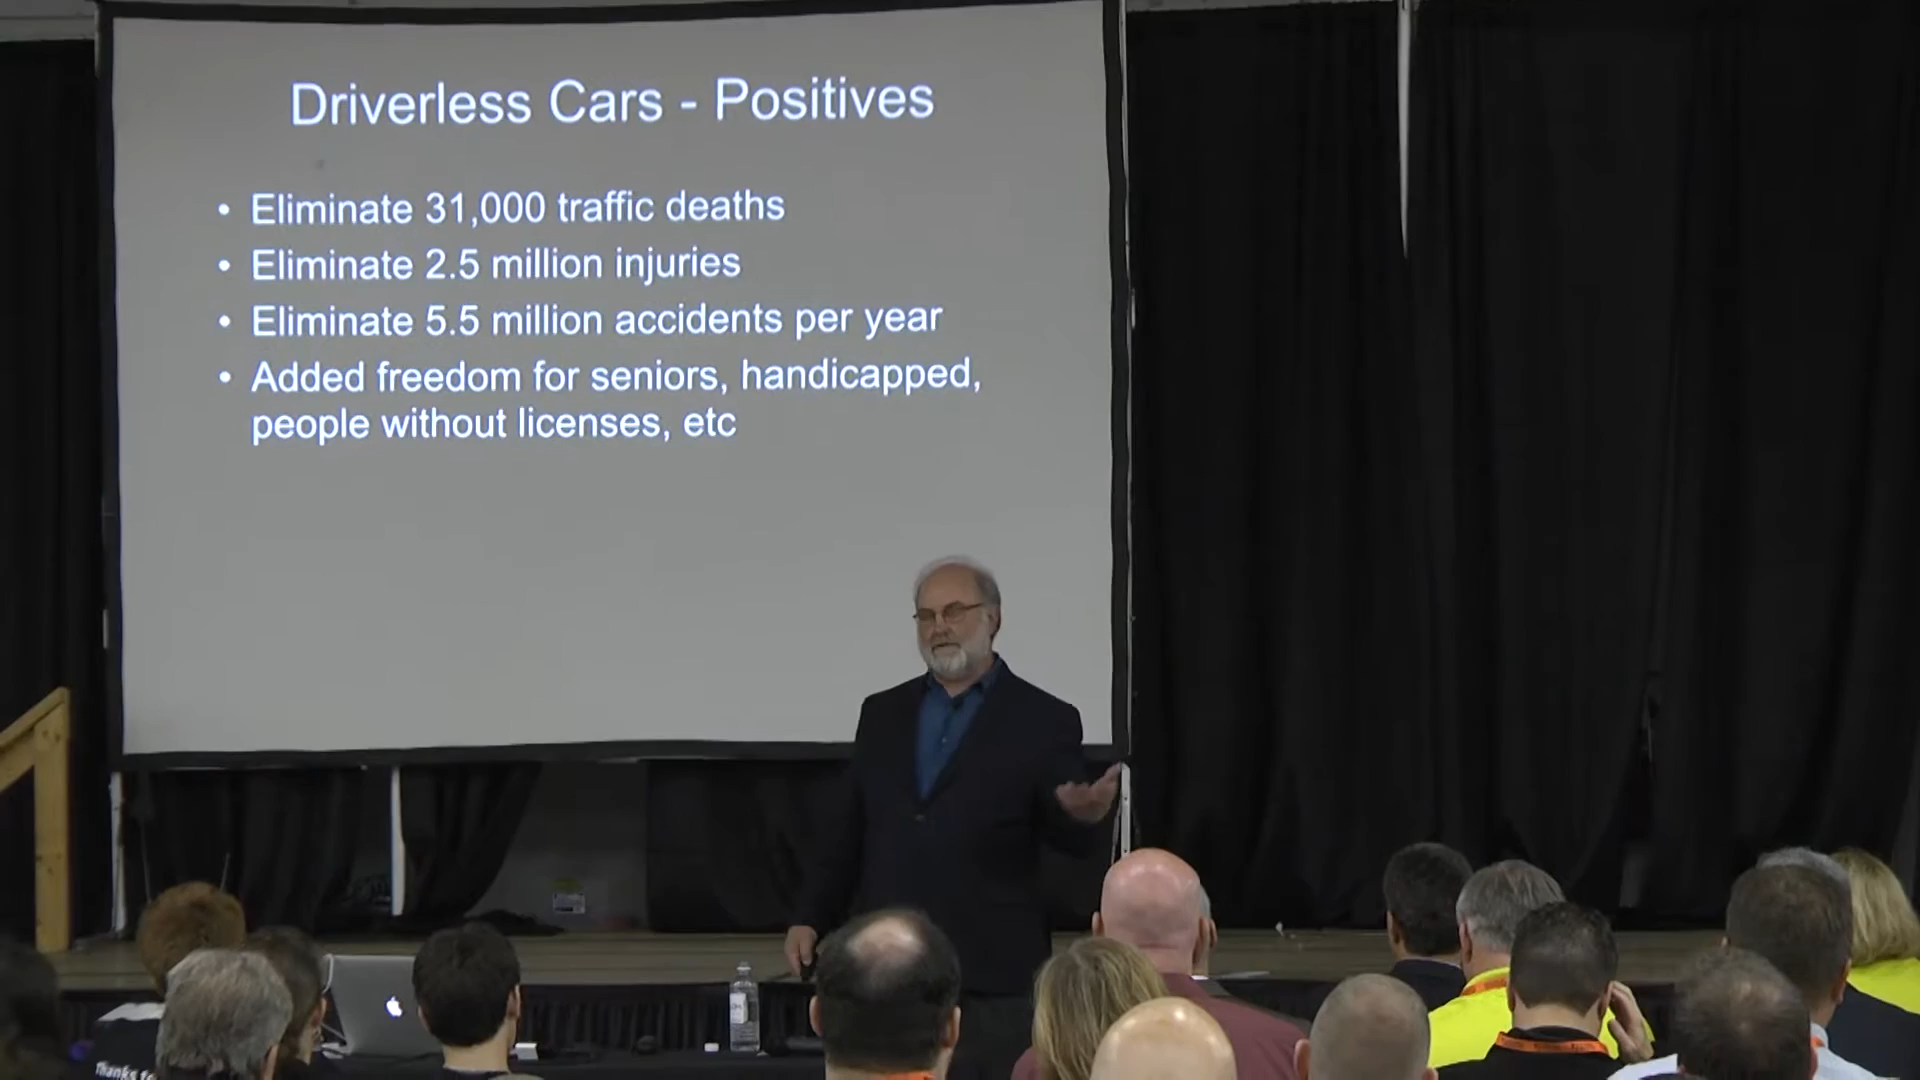 Driverless Cars - Positives
• Eliminate 31,000 traffic deaths
• Eliminate 2.5 million injuries
• Eliminate 5.5 million accidents per year
• Added freedom for seniors, handicapped,
people without licenses, etc
Thanks